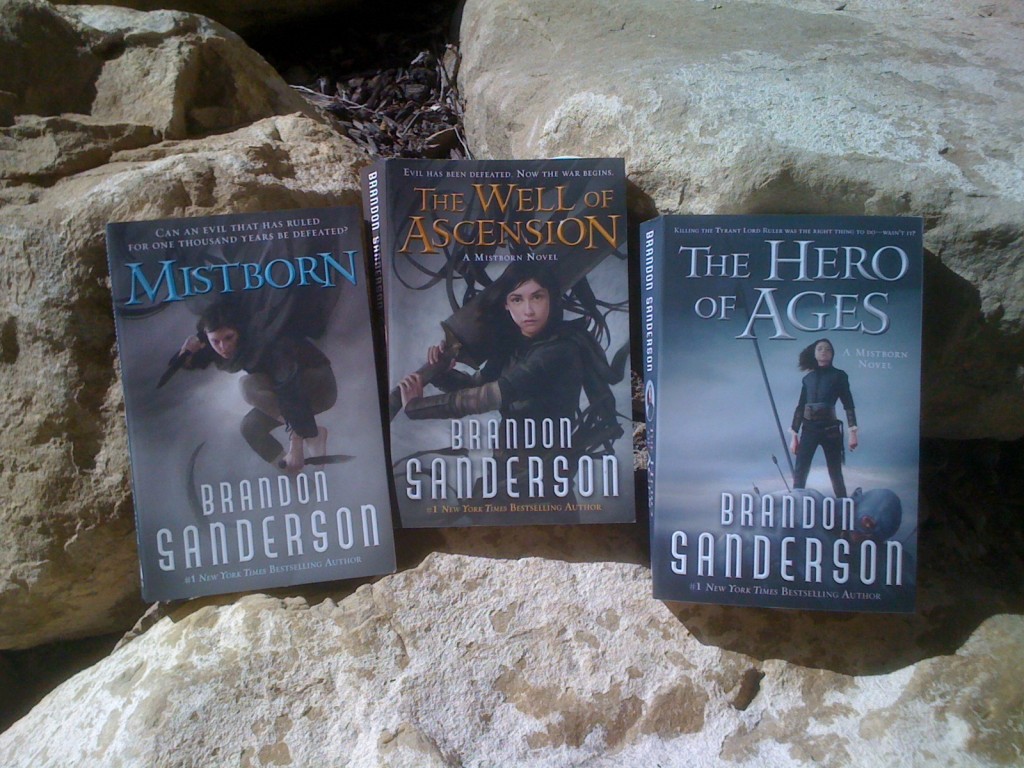 CAN AN EVIL THAT HAS RULED
FOR ONE THOUSAND YEARS BE DEFEATED?
MISTBORN
BRANDON
SANDERSON
#1 NEW YORK TIMES BESTSELLING AUTHOR
BRANDON SANDERSON
EVIL HAS BEEN DEFEATED. NOW THE WAR BEGINS.
THE WELL OF
ASCENSION
A MISTBORN NOVEL
BRANDON
SANDERSON
#1 NEW YORK TIMES BESTSELLING AUTHOR
BRANDON SANDERSON
KILLING THE TYRANT LORD RULER WAS THE RIGHT THING TO DO—WASN'T IT?
THE HERO
OF AGES
A MISTBORN
NOVEL
BRANDON
SANDERSON
#1 NEW YORK TIMES BESTSELLING AUTHOR